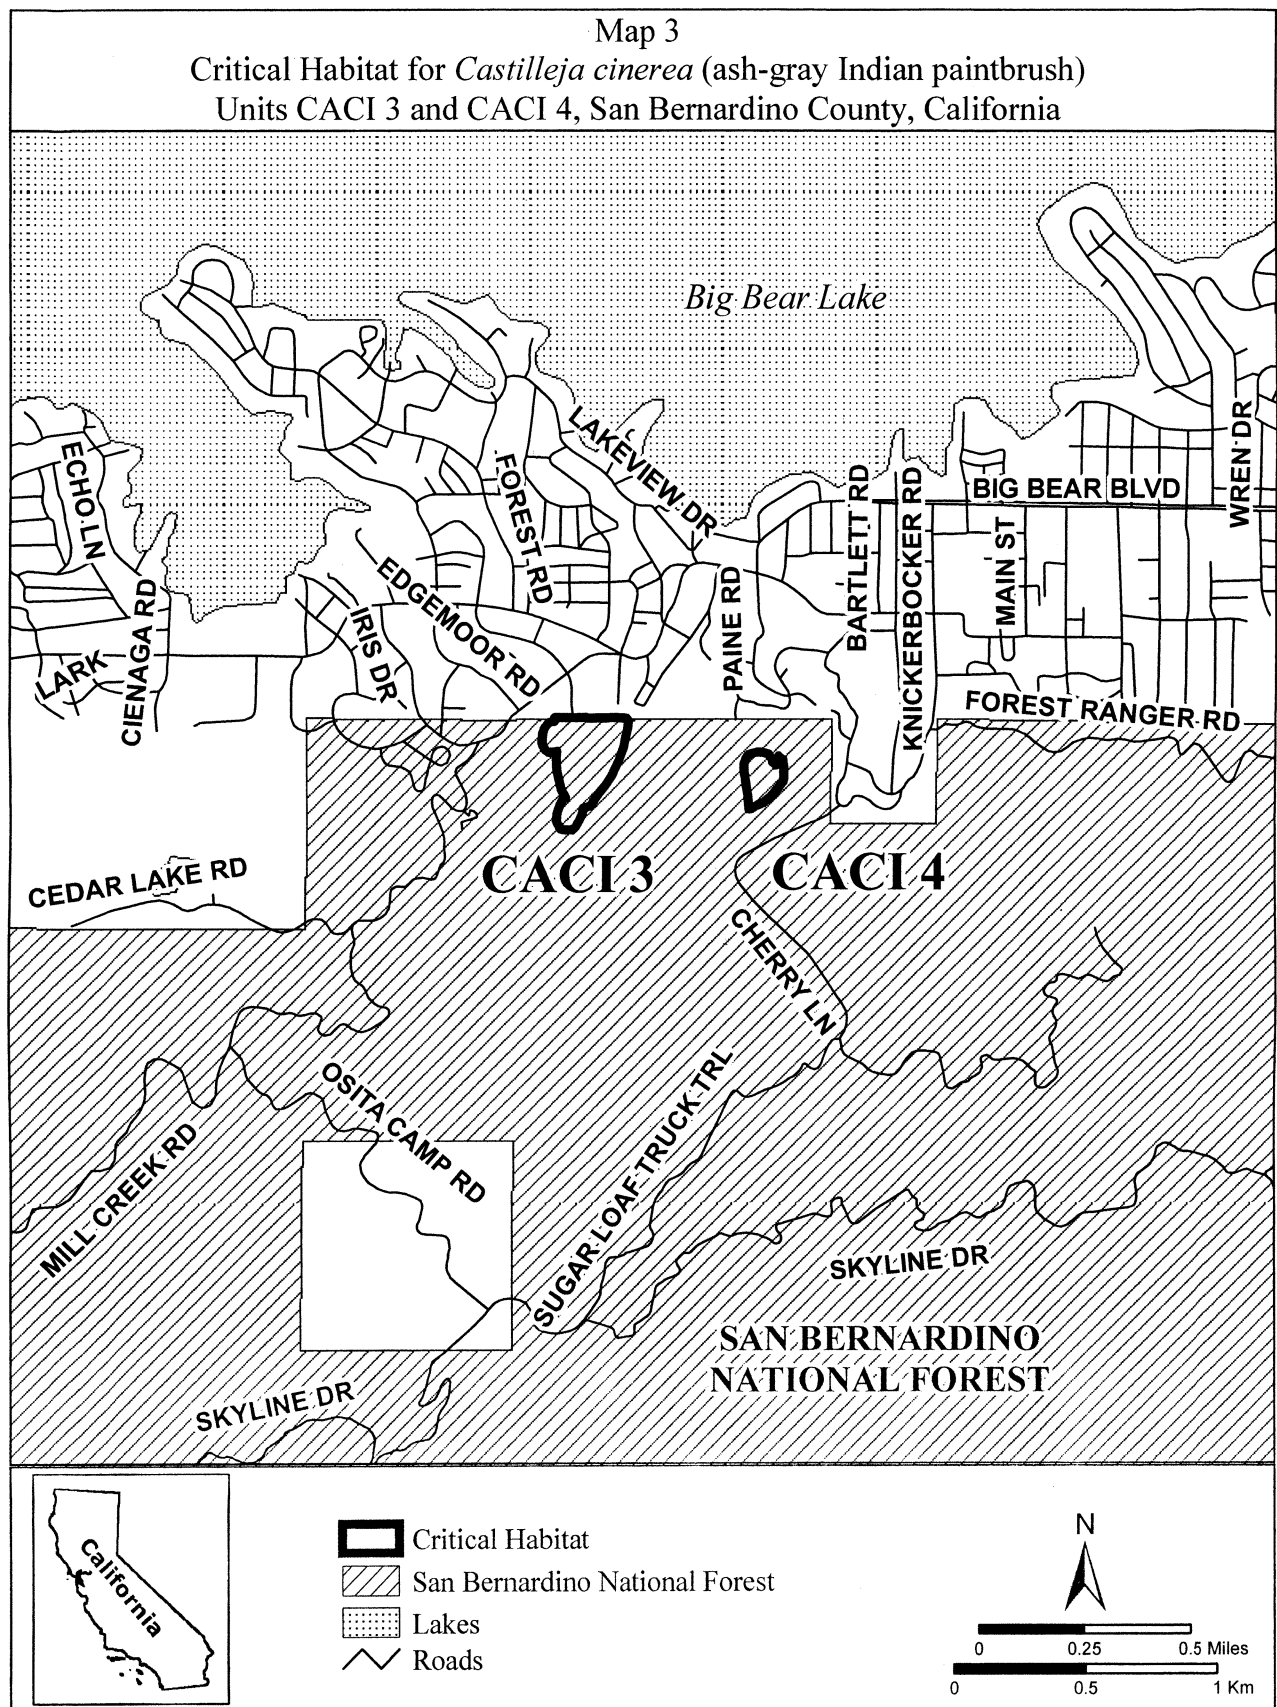 Map 3
Critical Habitat for Castilleja cinerea (ash-gray Indian paintbrush)
Units CACI 3 and CACI 4, San Bernardino County, California
Big Bear Lake
LAKEVIEW DR
WREN DR
ECHO LN
FOREST RD
BARTLETT RD
KNICKERBOCKER RD
BIG BEAR BLVD
MAIN ST
EDGEMOOR RD
PAINE RD
IRIS DR
CIENAGA RD
LARK
FOREST RANGER RD
CEDAR LAKE RD
CACI 3
CACI 4
CHERRY LN
OSITA CAMP RD
SUGAR LOAF TRUCK TRL
MILL CREEK RD
SKYLINE DR
SAN BERNARDINO
NATIONAL FOREST
SKYLINE DR
California
Critical Habitat
San Bernardino National Forest
Lakes
Roads
N
0 0.25 0.5 Miles
0 0.5 1 Km